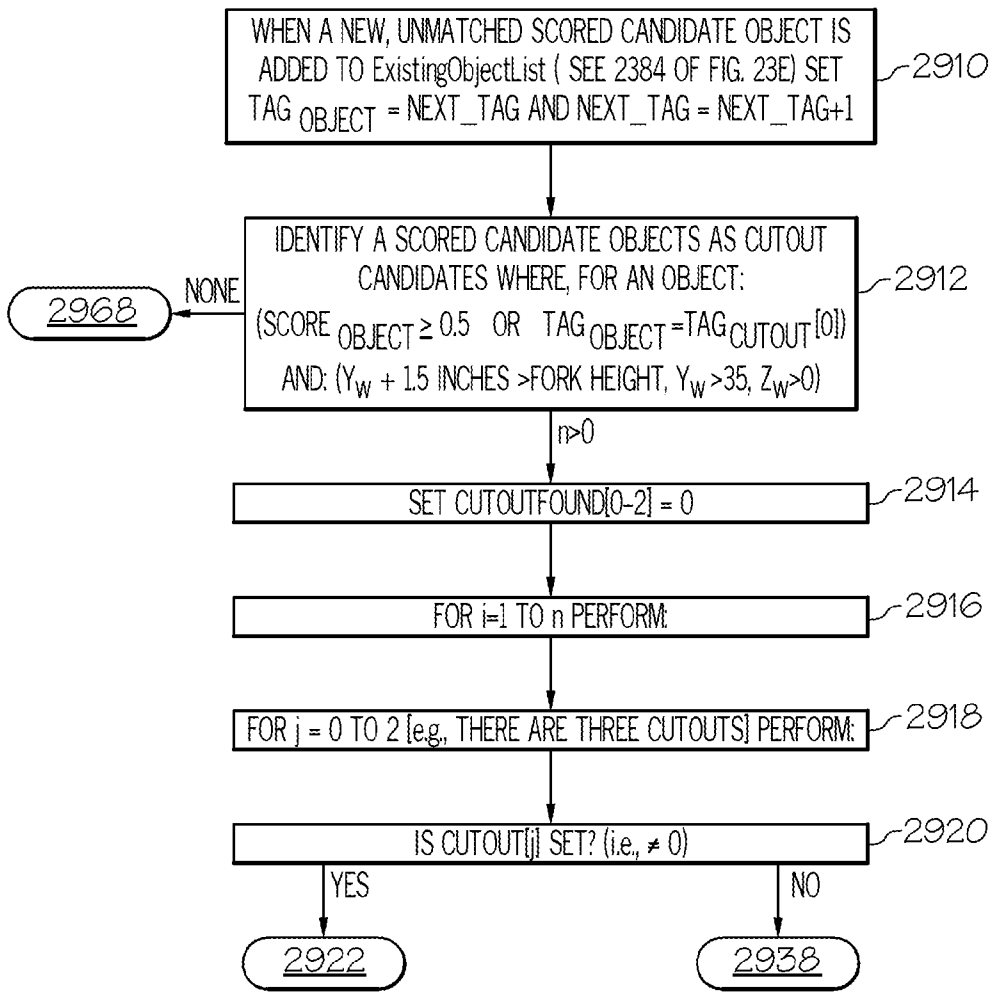 WHEN A NEW, UNMATCHED SCORED CANDIDATE OBJECT IS
ADDED TO ExistingObjectList ( SEE 2384 OF FIG. 23E) SET
TAG OBJECT = NEXT_TAG AND NEXT_TAG = NEXT_TAG+1
2910
IDENTIFY A SCORED CANDIDATE OBJECTS AS CUTOUT
CANDIDATES WHERE, FOR AN OBJECT:
(SCORE OBJECT ≥ 0.5 OR TAG OBJECT=TAG CUTOUT [0])
AND: (YW + 1.5 INCHES >FORK HEIGHT, YW >35, ZW>0)
2912
NONE
2968
n>0
SET CUTOUTFOUND[0-2] = 0
2914
FOR i=1 TO n PERFORM:
2916
FOR j = 0 TO 2 [e.g., THERE ARE THREE CUTOUTS] PERFORM:
2918
IS CUTOUT[j] SET? (i.e., ≠ 0)
2920
YES
NO
2922
2938